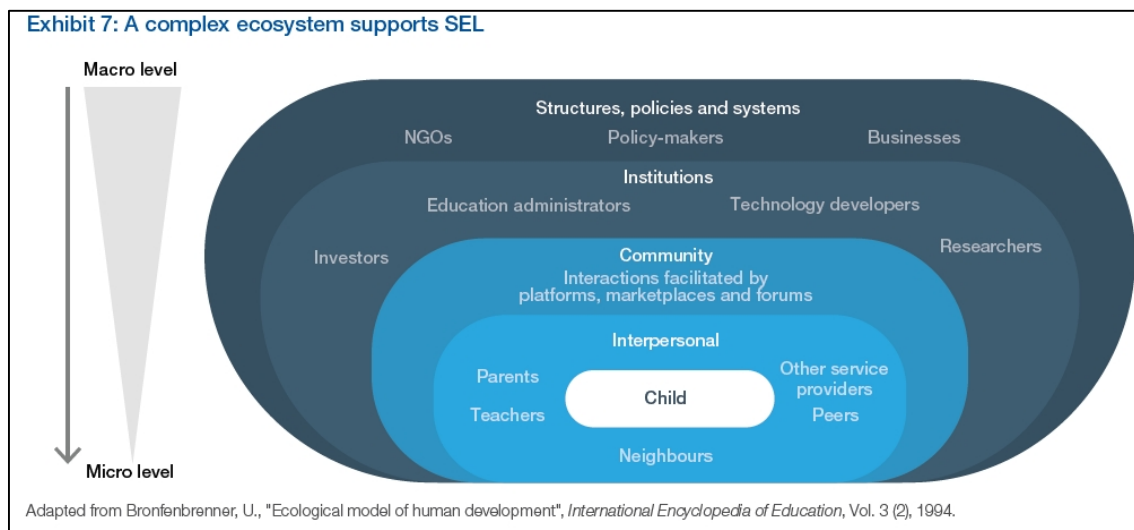 Exhibit 7: A complex ecosystem supports SEL
Macro level
Structures, policies and systems
NGOs
Policy-makers
Businesses
Institutions
Education administrators
Technology developers
Investors
Researchers
Community
Interactions facilitated by
platforms, marketplaces and forums
Interpersonal
Parents
Other service
providers
Child
Teachers
Peers
Neighbours
Micro level
Adapted from Bronfenbrenner, U., "Ecological model of human development", International Encyclopedia of Education, Vol. 3 (2), 1994.